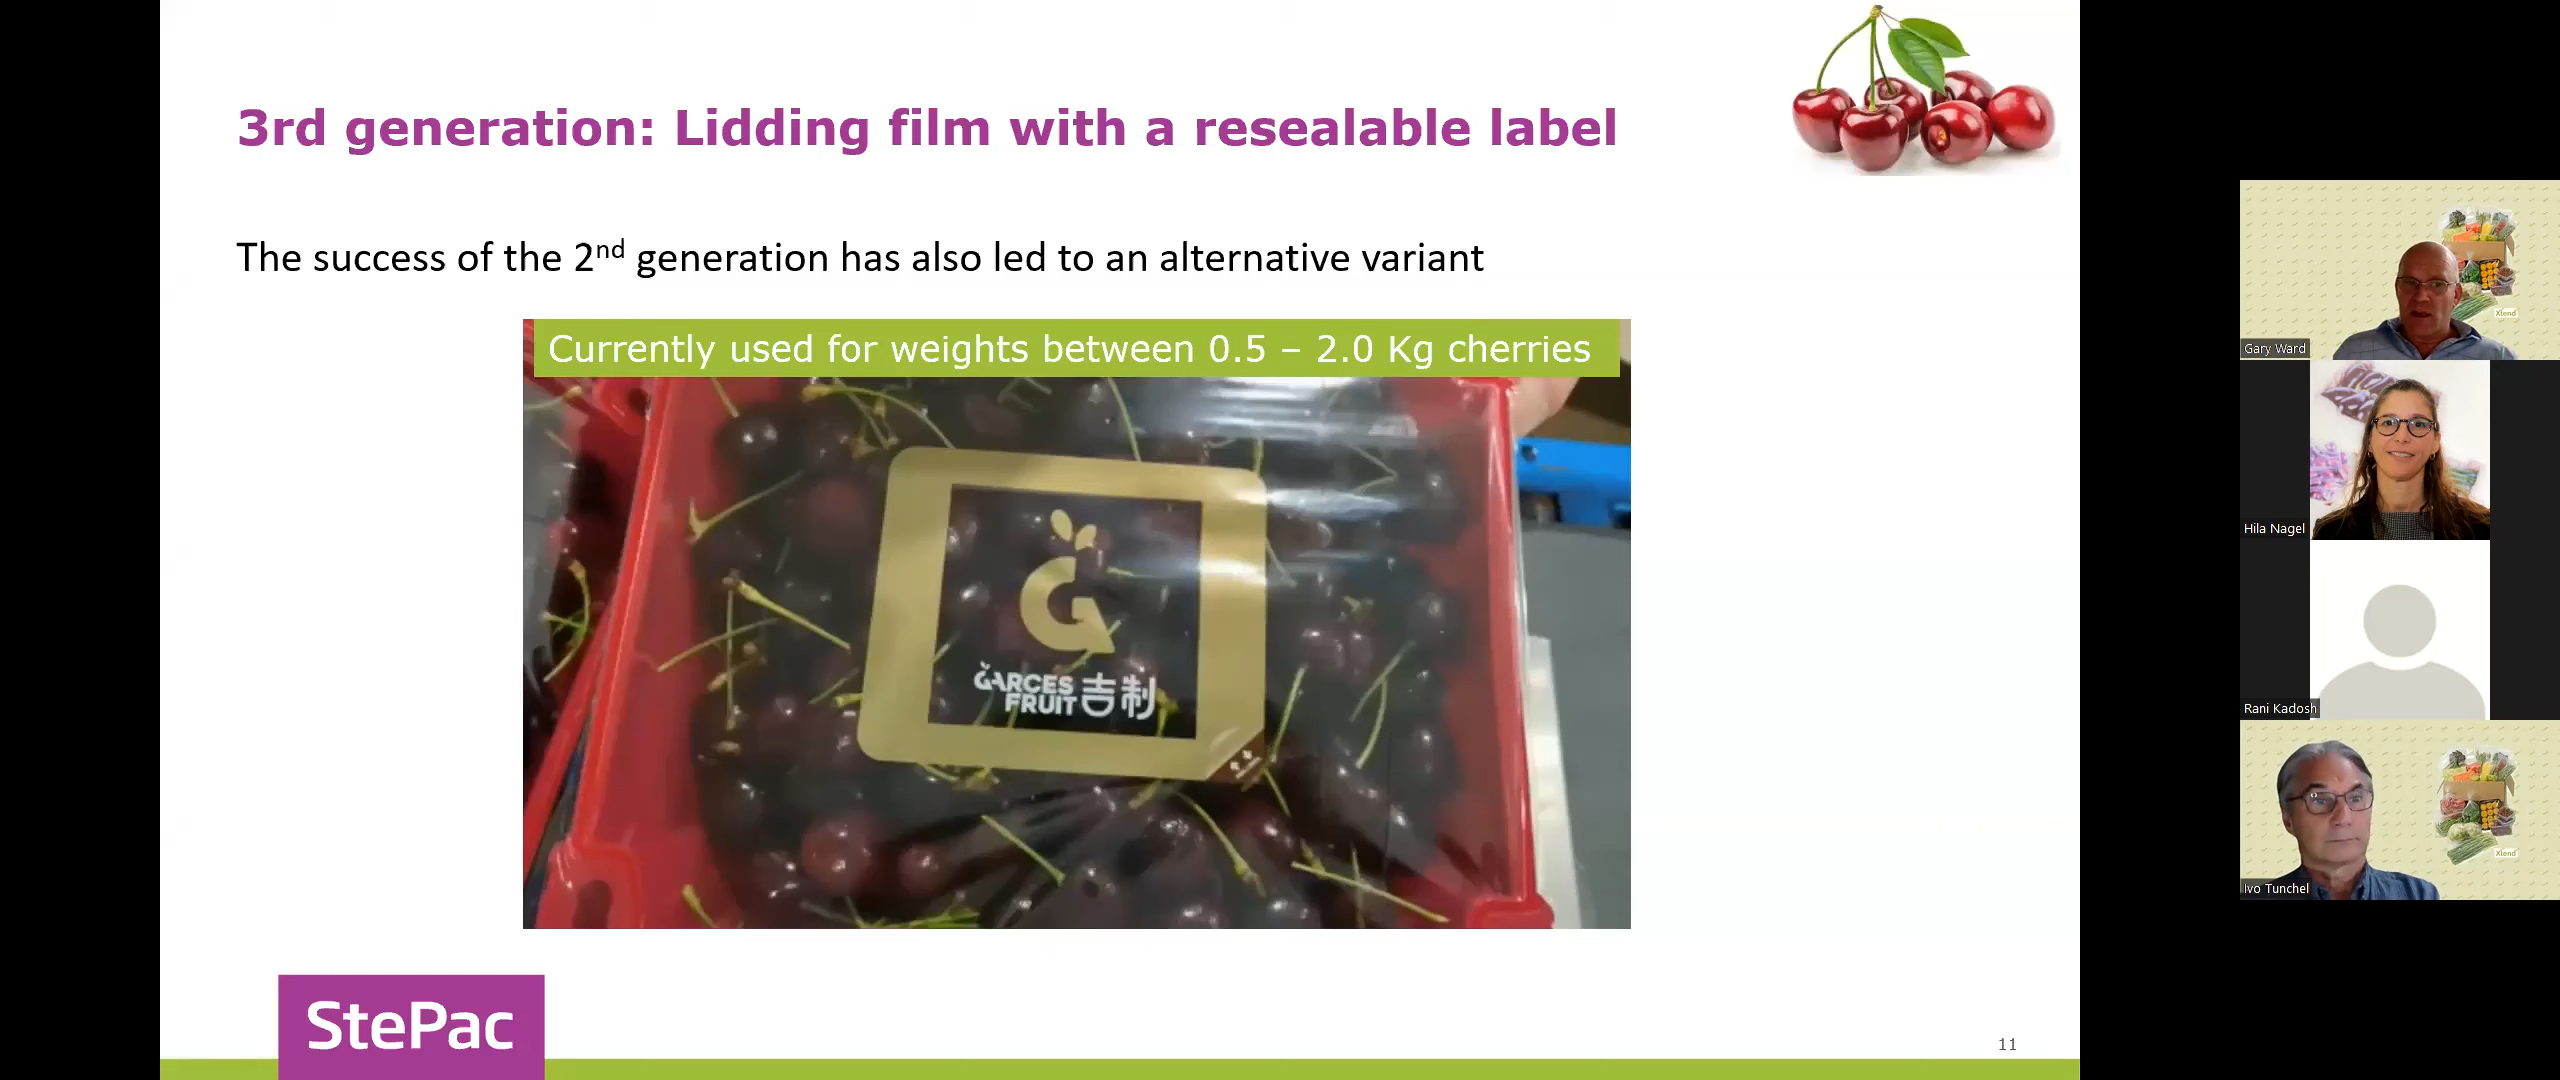 3rd generation: Lidding film with a resealable label
The success of the 2nd generation has also led to an alternative variant
Currently used for weights between 0.5 – 2.0 Kg cherries
GARCES
FRUIT 吉制
StePac
11
Gary Ward
Xtend
Hila Nagel
Rani Kadosh
Xtend
Ivo Tunchel